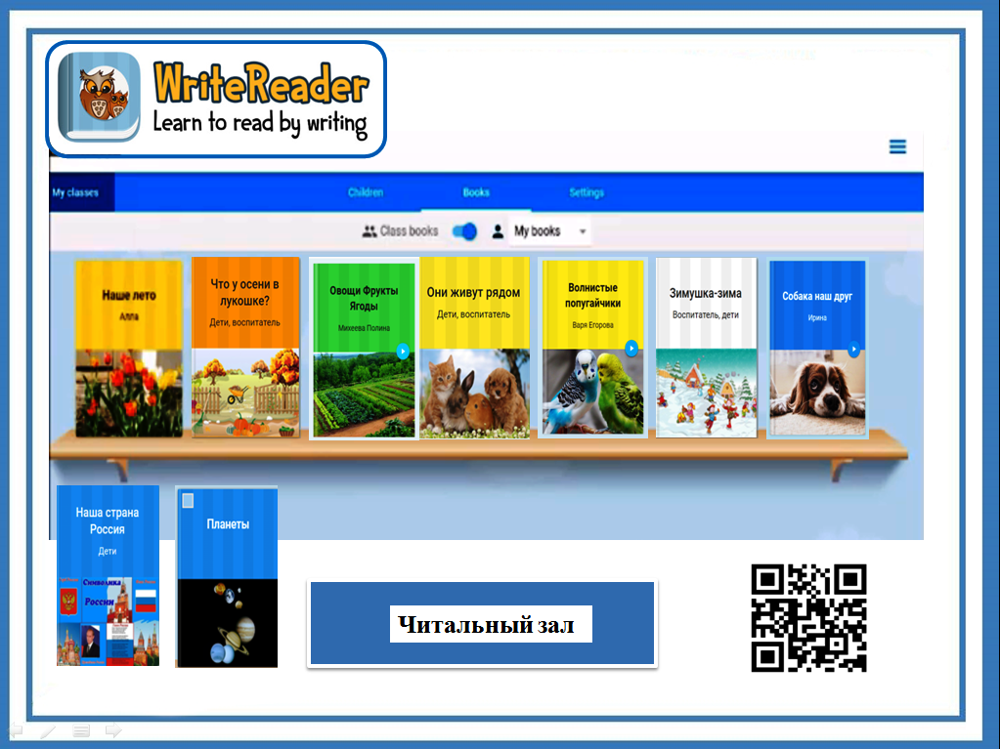 WriteReader
Learn to read by writing
My classes
Children
Books
Settings
Class books
My books
Наше лето
Алла
Что у осени в
лукошке?
Дети, воспитатель
Овощи Фрукты
Ягоды
Михеева Полина
Они живут рядом
Дети, воспитатель
Волнистые
попугайчики
Варя Егорова
Зимушка-зима
Воспитатель, дети
Собака наш друг
Ирина
Наша страна
Россия
Дети
Символика
России
Планеты
Читальный зал